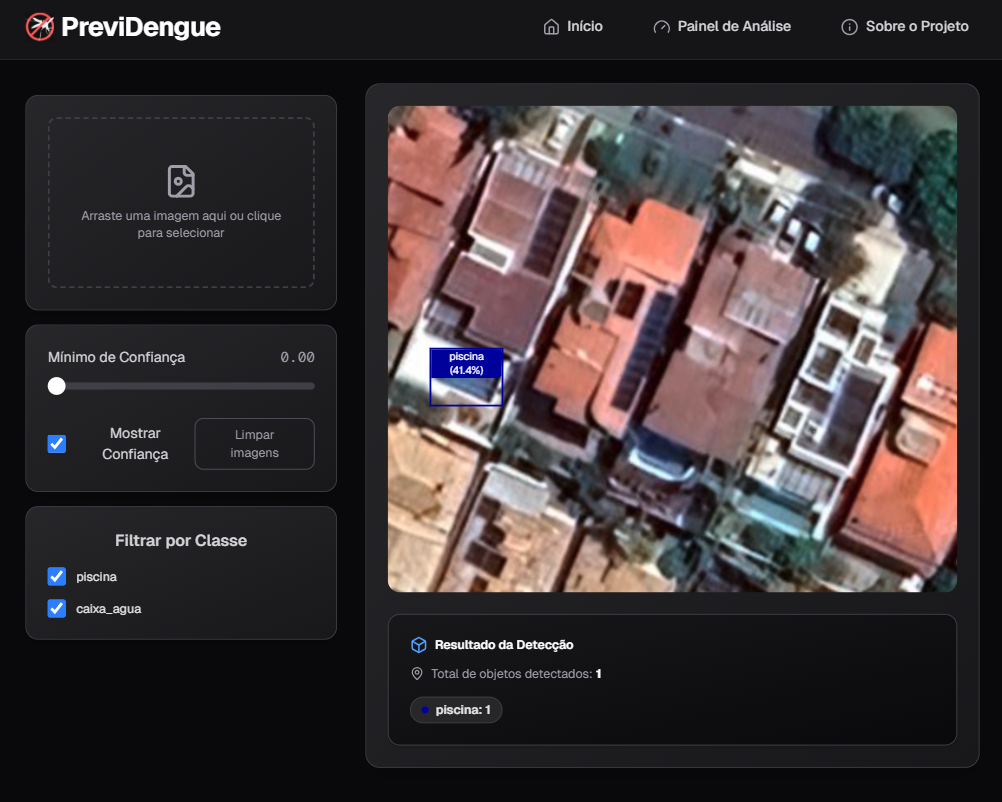 PreviDengue
Início
Painel de Análise
Sobre o Projeto
Arraste uma imagem aqui ou clique
para selecionar
Mínimo de Confiança
0.00
Mostrar
Confiança
Limpar
imagens
Filtrar por Classe
piscina
caixa_agua
piscina
(41.4%)
Resultado da Detecção
Total de objetos detectados: 1
piscina: 1